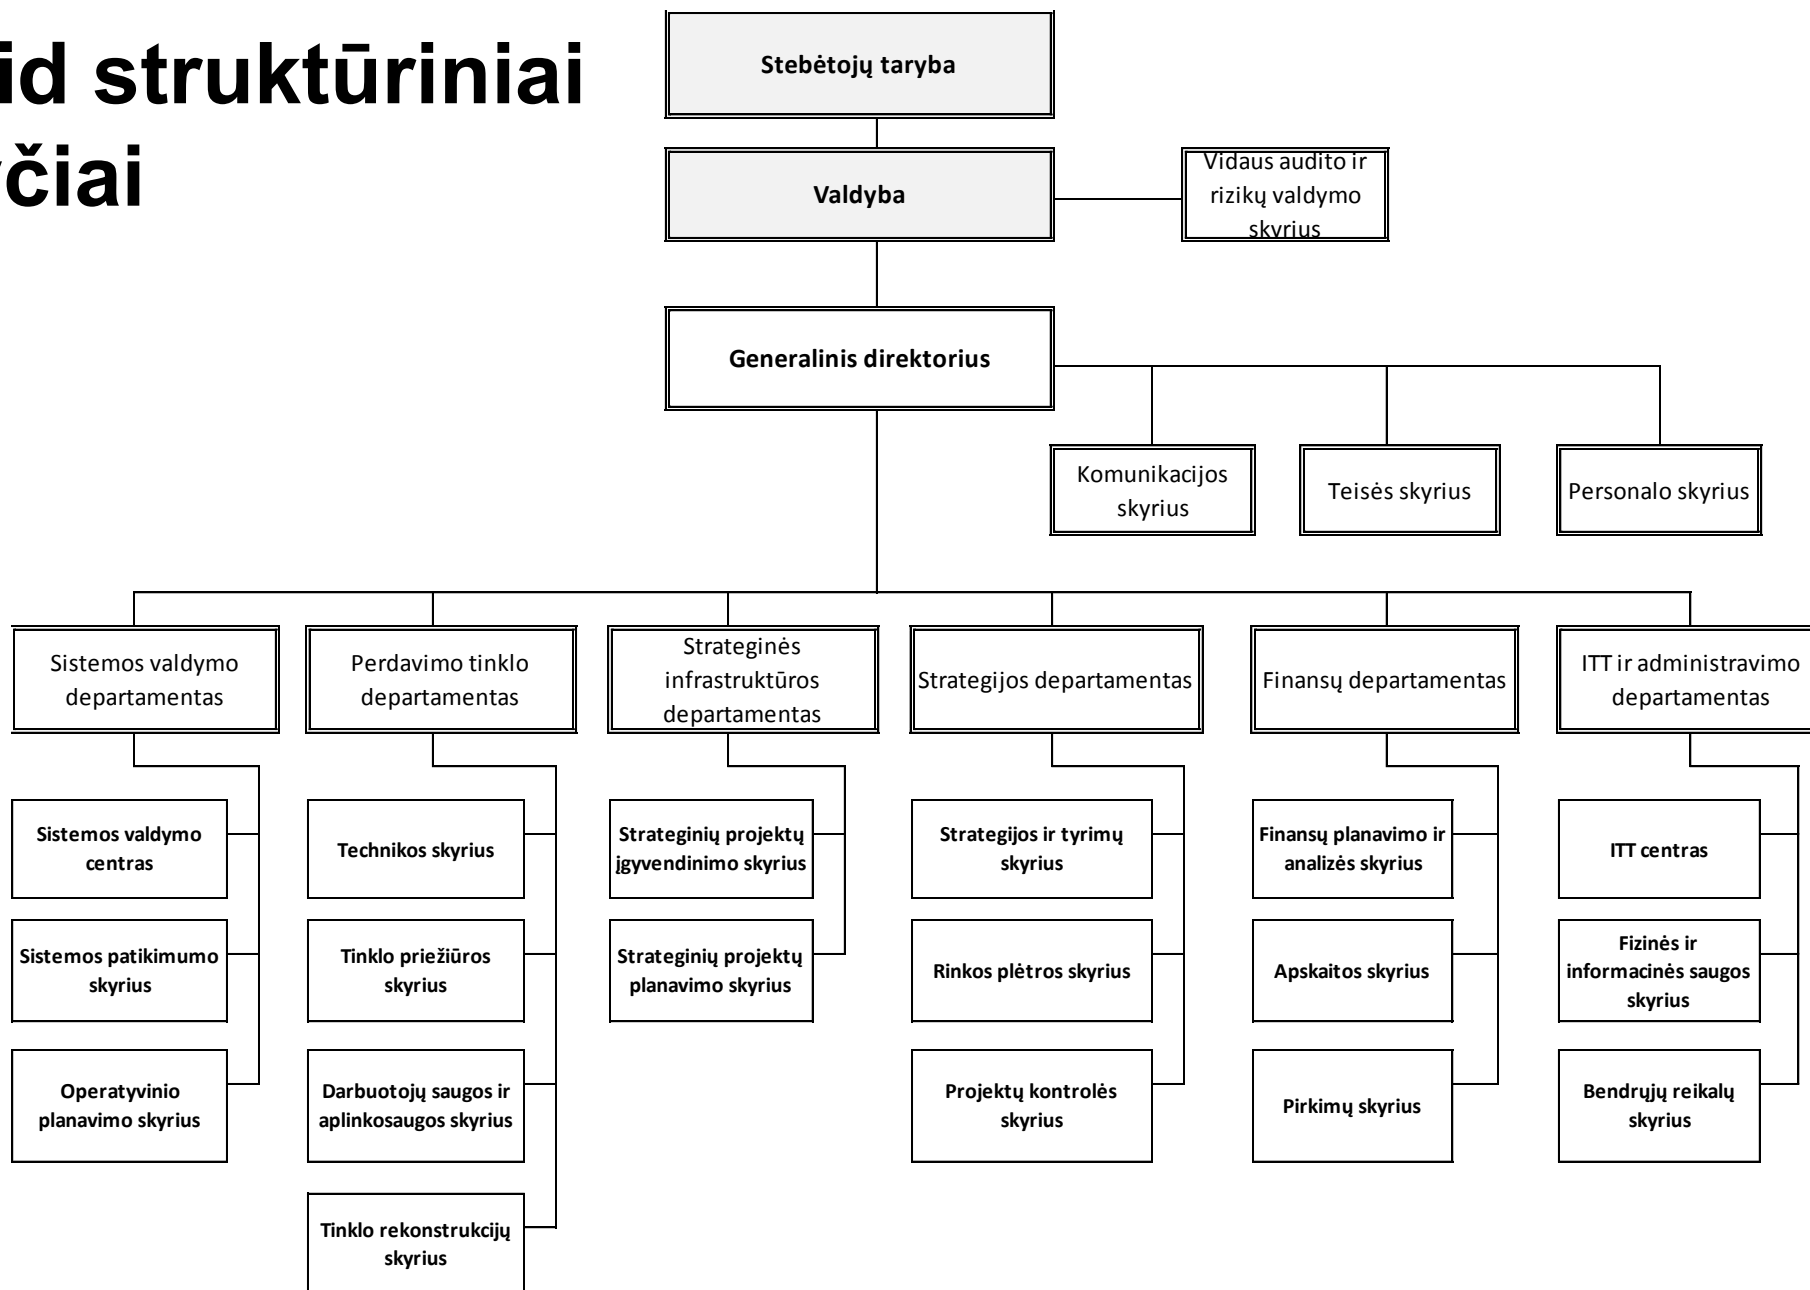 id struktūriniai
čiai
Stebėtojų taryba
Valdyba
Vidaus audito ir
rizikų valdymo
skyrius
Generalinis direktorius
Komunikacijos
skyrius
Teisės skyrius
Personalo skyrius
Sistemos valdymo
departamentas
Perdavimo tinklo
departamentas
Strateginės
infrastruktūros
departamentas
Strategijos departamentas
Finansų departamentas
ITT ir administravimo
departamentas
Sistemos valdymo
centras
Technikos skyrius
Strateginių projektų
įgyvendinimo skyrius
Strategijos ir tyrimų
skyrius
Finansų planavimo ir
analizės skyrius
ITT centras
Sistemos patikimumo
skyrius
Tinklo priežiūros
skyrius
Strateginių projektų
planavimo skyrius
Rinkos plėtros skyrius
Apskaitos skyrius
Fizinės ir
informacinės saugos
skyrius
Operatyvinio
planavimo skyrius
Darbuotojų saugos ir
aplinkosaugos skyrius
Projektų kontrolės
skyrius
Pirkimų skyrius
Bendrųjų reikalų
skyrius
Tinklo rekonstrukcijų
skyrius